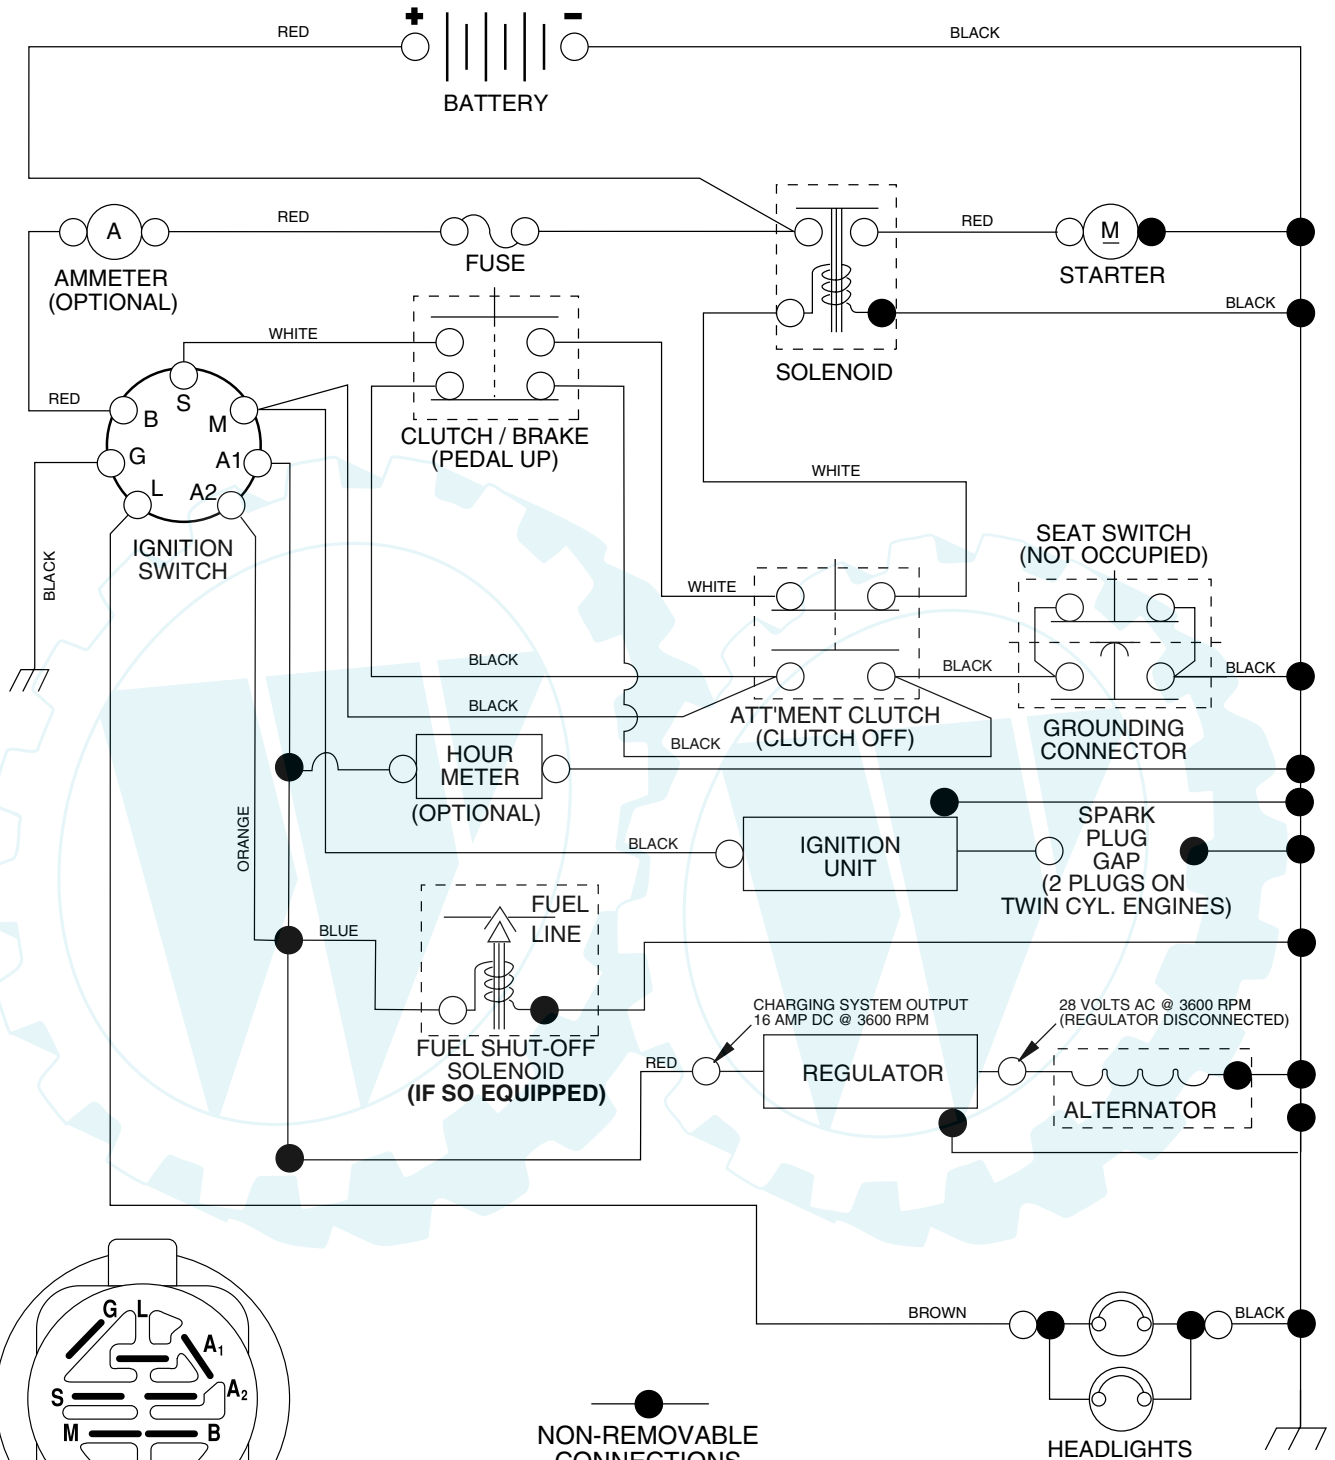 +
−
RED
BLACK
BATTERY
A
RED
RED
M
FUSE
STARTER
AMMETER
(OPTIONAL)
BLACK
WHITE
SOLENOID
RED
B
S
M
CLUTCH / BRAKE
(PEDAL UP)
G
A1
WHITE
L
A2
SEAT SWITCH
(NOT OCCUPIED)
IGNITION
SWITCH
BLACK
WHITE
BLACK
BLACK
BLACK
BLACK
ATT'MENT CLUTCH
(CLUTCH OFF)
GROUNDING
CONNECTOR
BLACK
HOUR
METER
(OPTIONAL)
ORANGE
BLACK
IGNITION
UNIT
SPARK
PLUG
GAP
(2 PLUGS ON
TWIN CYL. ENGINES)
FUEL
LINE
BLUE
CHARGING SYSTEM OUTPUT
16 AMP DC @ 3600 RPM
28 VOLTS AC @ 3600 RPM
(REGULATOR DISCONNECTED)
FUEL SHUT-OFF
SOLENOID
(IF SO EQUIPPED)
RED
REGULATOR
ALTERNATOR
BROWN
BLACK
G
L
A1
S
A2
M
B
NON-REMOVABLE
CONNECTIONS
HEADLIGHTS